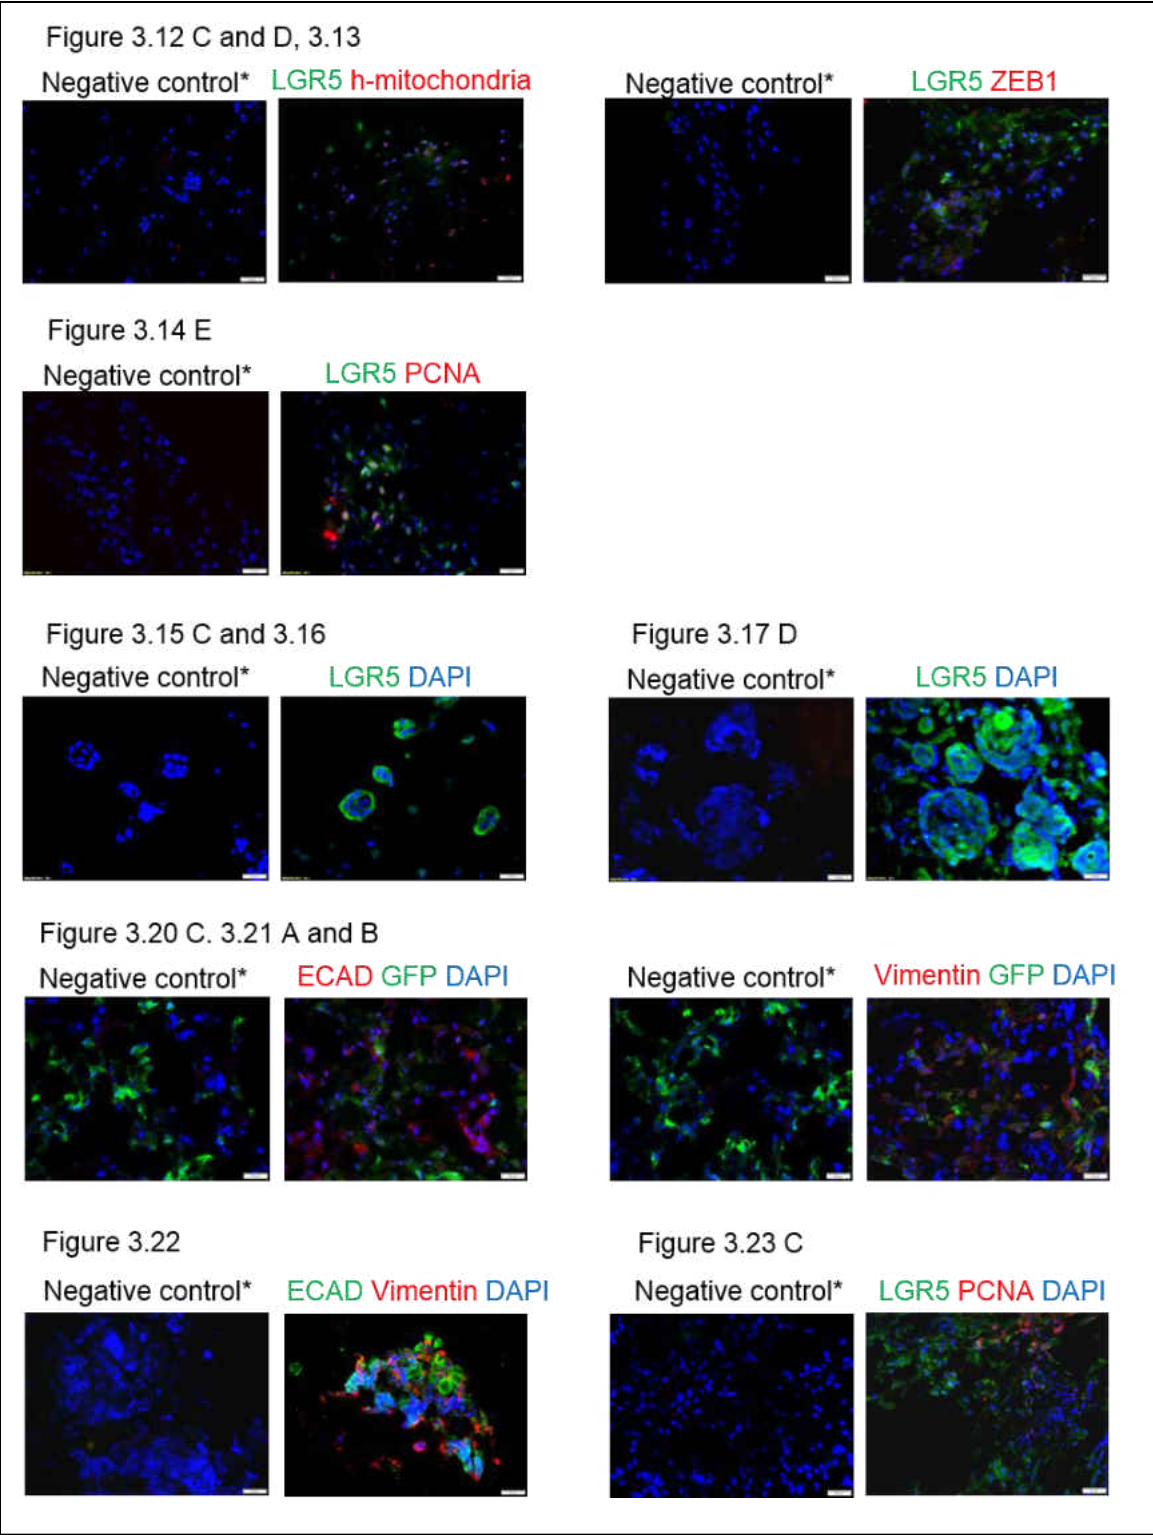 Figure 3.12 C and D, 3.13
Negative control* LGR5 h-mitochondria
Negative control* LGR5 ZEB1
Figure 3.14 E
Negative control* LGR5 PCNA
Figure 3.15 C and 3.16
Negative control* LGR5 DAPI
Figure 3.17 D
Negative control* LGR5 DAPI
Figure 3.20 C. 3.21 A and B
Negative control* ECAD GFP DAPI
Negative control* Vimentin GFP DAPI
Figure 3.22
Negative control* ECAD Vimentin DAPI
Figure 3.23 C
Negative control* LGR5 PCNA DAPI